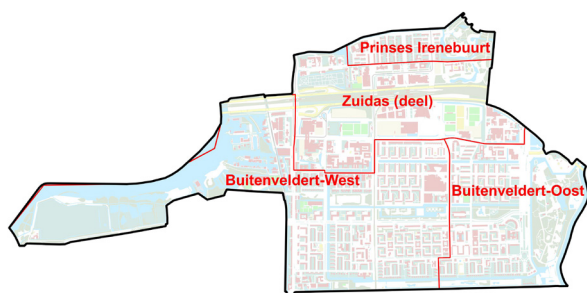 Prinses Irenebuurt
Zuidas (deel)
Buitenveldert-West
Buitenveldert-Oost